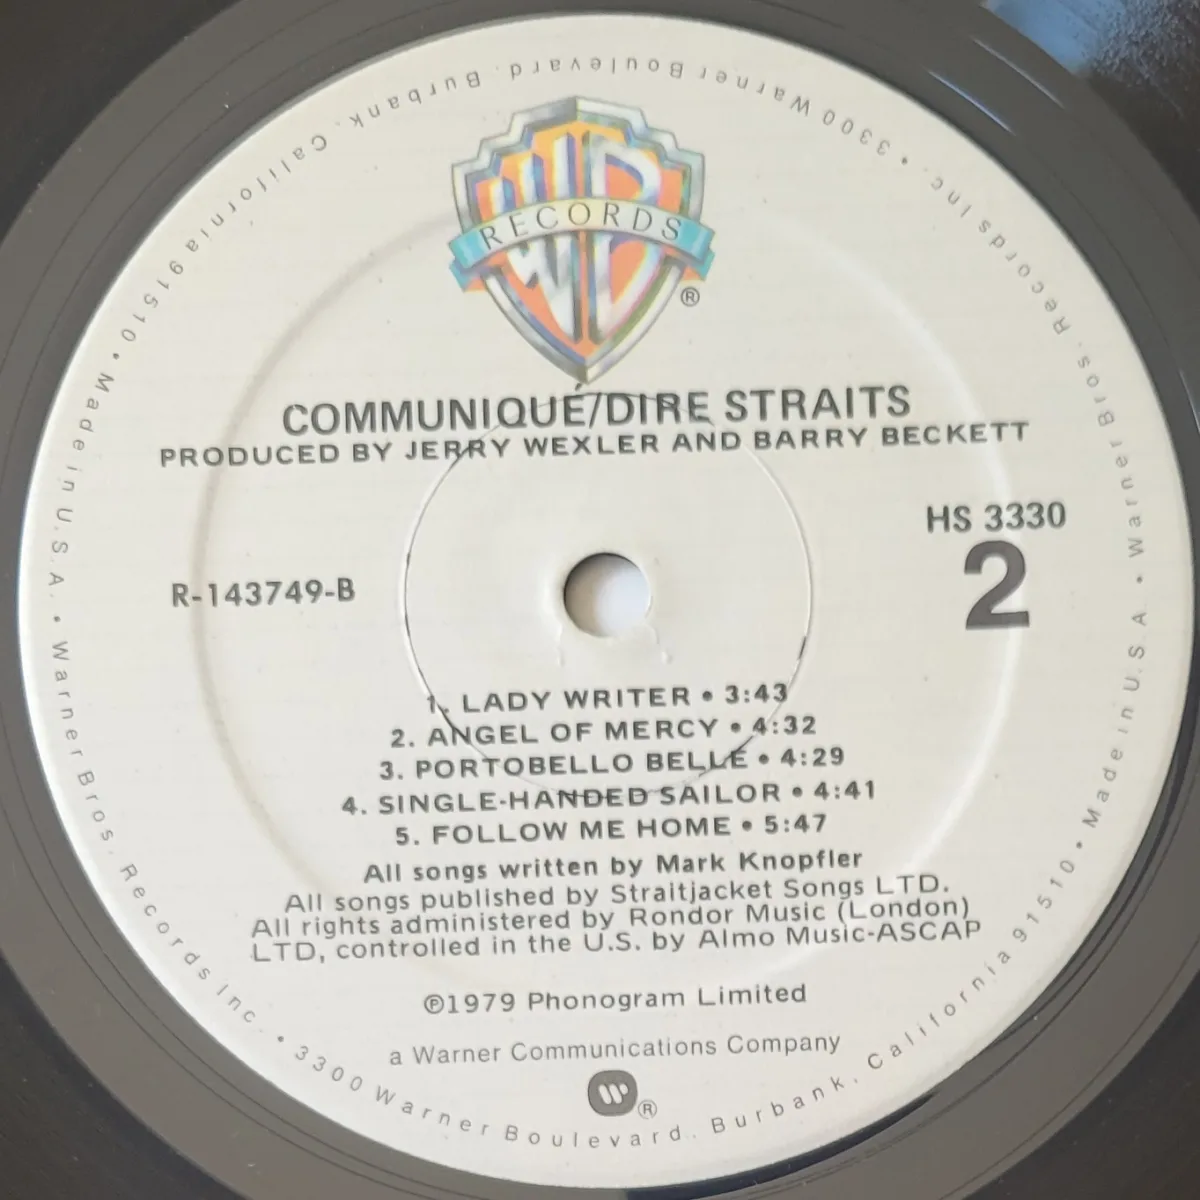 WB
RECORDS
®
COMMUNIQUÉ/DIRE STRAITS
PRODUCED BY JERRY WEXLER AND BARRY BECKETT
HS 3330
2
R-143749-B
1. LADY WRITER • 3:43
2. ANGEL OF MERCY • 4:32
3. PORTOBELLO BELLE • 4:29
4. SINGLE-HANDED SAILOR • 4:41
5. FOLLOW ME HOME • 5:47
All songs written by Mark Knopfler
All songs published by Straitjacket Songs LTD.
All rights administered by Rondor Music (London)
LTD, controlled in the U.S. by Almo Music-ASCAP
℗1979 Phonogram Limited
a Warner Communications Company
®
Warner Bros. Records Inc. • 3300 Warner Boulevard. Burbank. California 91510 • Made in U.S.A. • Warner Bros. Records Inc. • 3300 Warner Boulevard. Burbank. California 91510 • Made in U.S.A. •